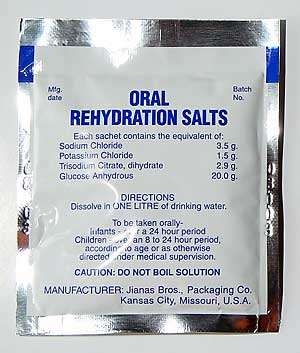 Mfg. date
Batch No.
ORAL
REHYDRATION SALTS
Each sachet contains the equivalent of:
Sodium Chloride 3.5 g.
Potassium Chloride 1.5 g.
Trisodium Citrate, dihydrate 2.9 g.
Glucose Anhydrous 20.0 g.
DIRECTIONS
Dissolve in ONE LITRE of drinking water.
To be taken orally-
Infants - a 24 hour period
Children - over an 8 to 24 hour period,
according to age or as otherwise
directed under medical supervision.
CAUTION: DO NOT BOIL SOLUTION
MANUFACTURER: Jianas Bros., Packaging Co.
Kansas City, Missouri, U.S.A.